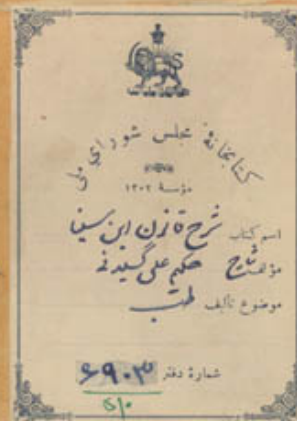 کتابخانهٔ مجلس شورای ملی
مؤسسهٔ ۱۳۰۲
اسم کتاب شرح قانون ابن سینا
مؤلف شارح حکیم علی گیلانی
موضوع تألیف طب
شمارهٔ دفتر ۶۹۰۳